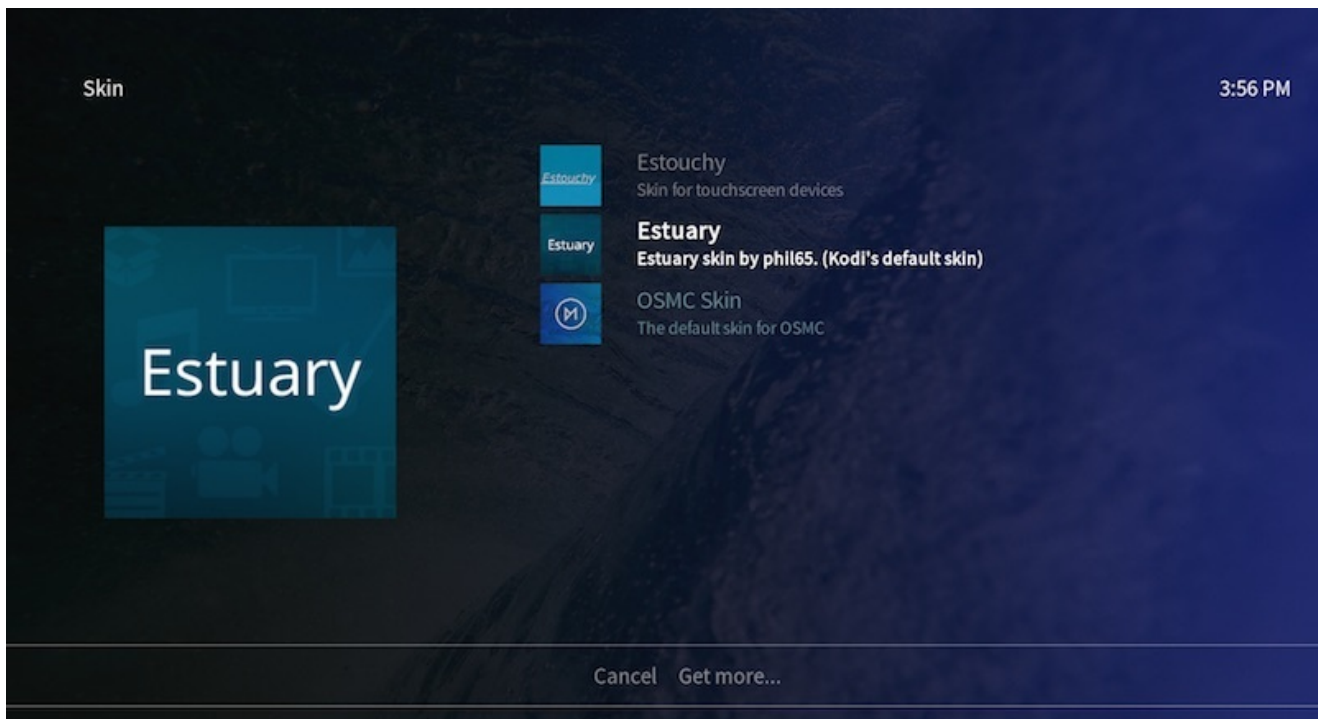 Skin
3:56 PM
Estouchy
Estouchy
Skin for touchscreen devices
Estuary
Estuary
Estuary skin by phil65. (Kodi's default skin)
OSMC Skin
The default skin for OSMC
Estuary
Cancel Get more...